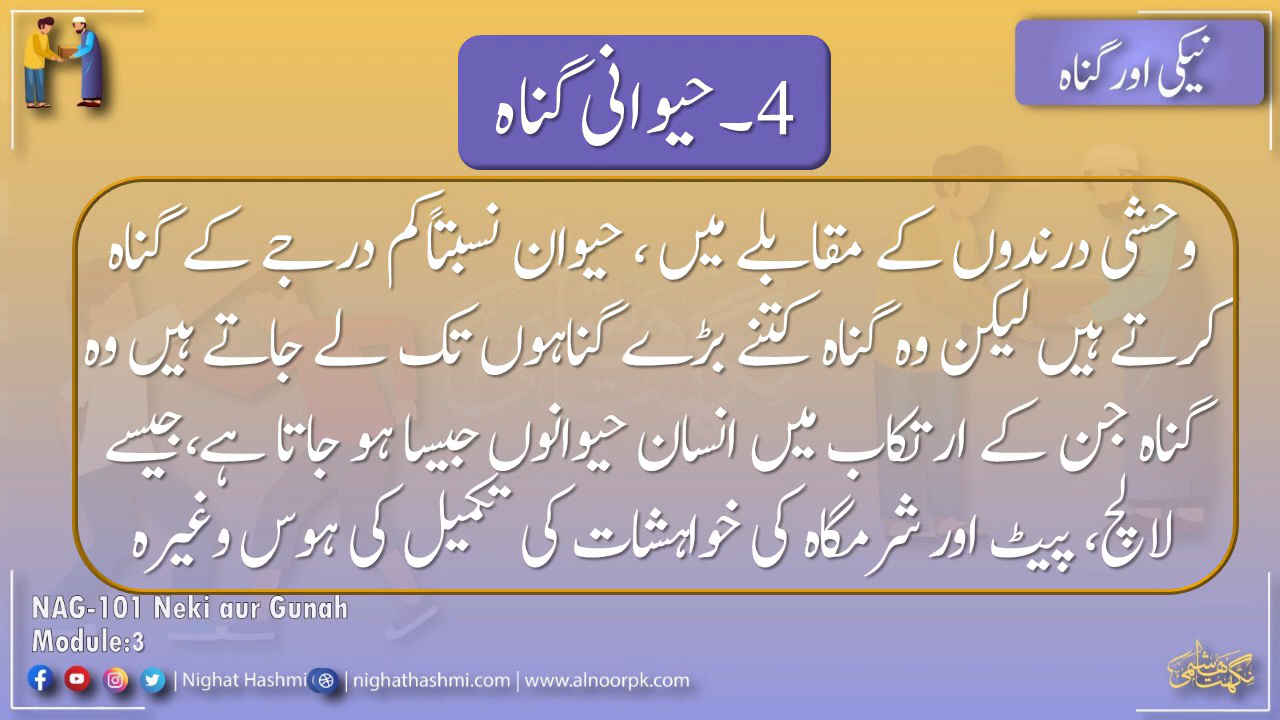 نیکی اور گناہ
4۔ حیوانی گناہ
وحشی درندوں کے مقابلے میں ، حیوان نسبتاً کم درجے کے گناہ
کرتے ہیں لیکن وہ گناہ کتنے بڑے گناہوں تک لے جاتے ہیں وہ
گناہ جن کے ارتکاب میں انسان حیوانوں جیسا ہو جاتا ہے،جیسے
لالچ، پیٹ اور شرمگاہ کی خواہشات کی تکمیل کی ہوس وغیرہ
NAG-101 Neki aur Gunah
Module:3
| Nighat Hashmi | nighathashmi.com | www.alnoorpk.com
نگہت ہاشمی